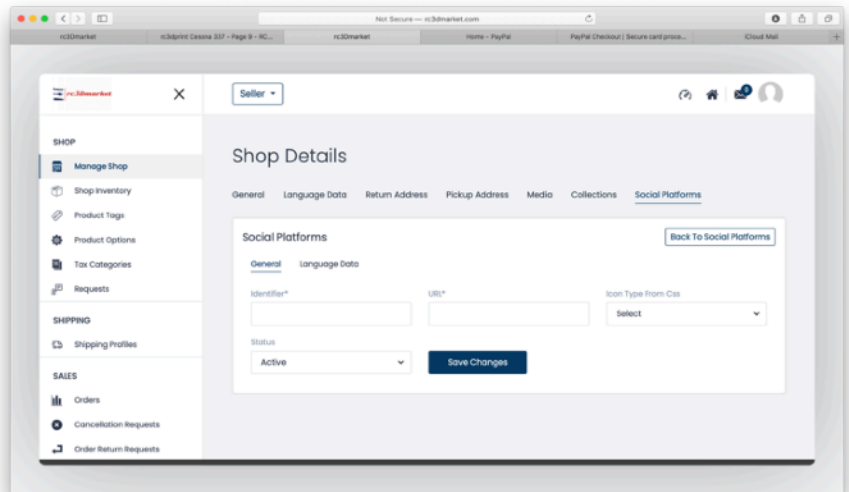 Not Secure — rc3dmarket.com
rc3Dmarket
rc3dprint Cessna 337 - Page 9 - RC...
rc3Dmarket
Home - PayPal
PayPal Checkout | Secure card proce...
iCloud Mail
rc3dmarket
Seller
0
SHOP
Manage Shop
Shop Inventory
Product Tags
Product Options
Tax Categories
Requests
SHIPPING
Shipping Profiles
SALES
Orders
Cancellation Requests
Order Return Requests
Shop Details
General Language Data Return Address Pickup Address Media Collections Social Platforms
Social Platforms
Back To Social Platforms
General Language Data
Identifier* URL* Icon Type From Css
Select
Status
Active
Save Changes